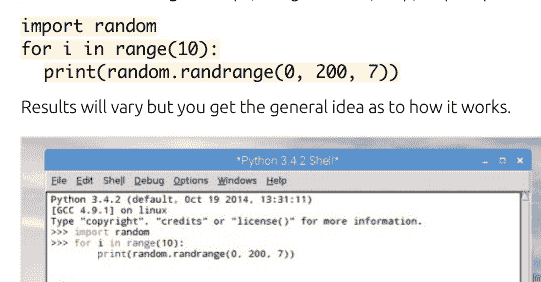 import random
for i in range(10):
  print(random.randrange(0, 200, 7))
Results will vary but you get the general idea as to how it works.
*Python 3.4.2 Shell*
File Edit Shell Debug Options Windows Help
Python 3.4.2 (default, Oct 19 2014, 13:31:11)
[GCC 4.9.1] on linux
Type "copyright", "credits" or "license()" for more information.
>>> import random
>>> for i in range(10):
        print(random.randrange(0, 200, 7))